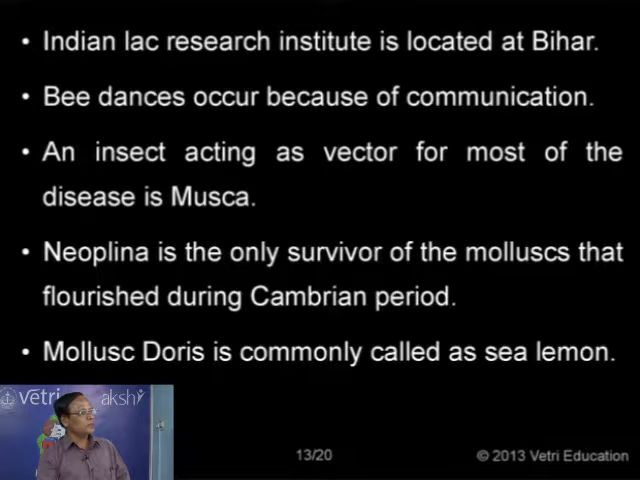 • Indian lac research institute is located at Bihar.
• Bee dances occur because of communication.
• An insect acting as vector for most of the
disease is Musca.
• Neoplina is the only survivor of the molluscs that
flourished during Cambrian period.
• Mollusc Doris is commonly called as sea lemon.
vetri akshi
13/20
© 2013 Vetri Education